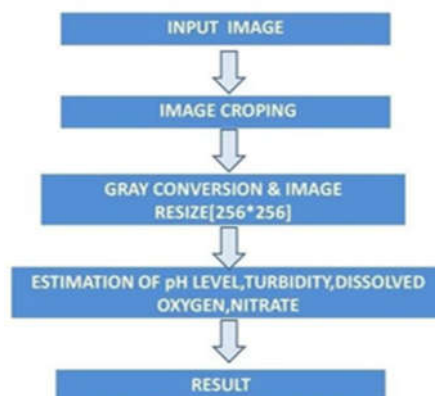 INPUT IMAGE
IMAGE CROPING
GRAY CONVERSION & IMAGE
RESIZE[256*256]
ESTIMATION OF pH LEVEL,TURBIDITY,DISSOLVED
OXYGEN,NITRATE
RESULT